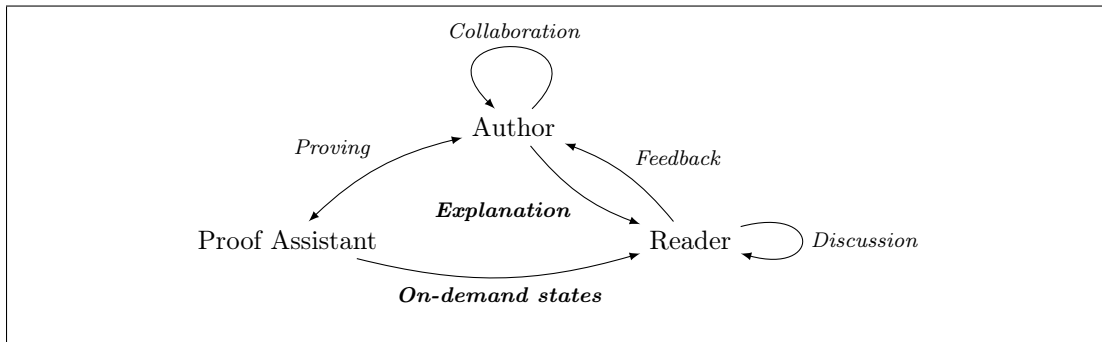 Collaboration
Author
Proving
Feedback
Explanation
Proof Assistant
Reader
Discussion
On-demand states